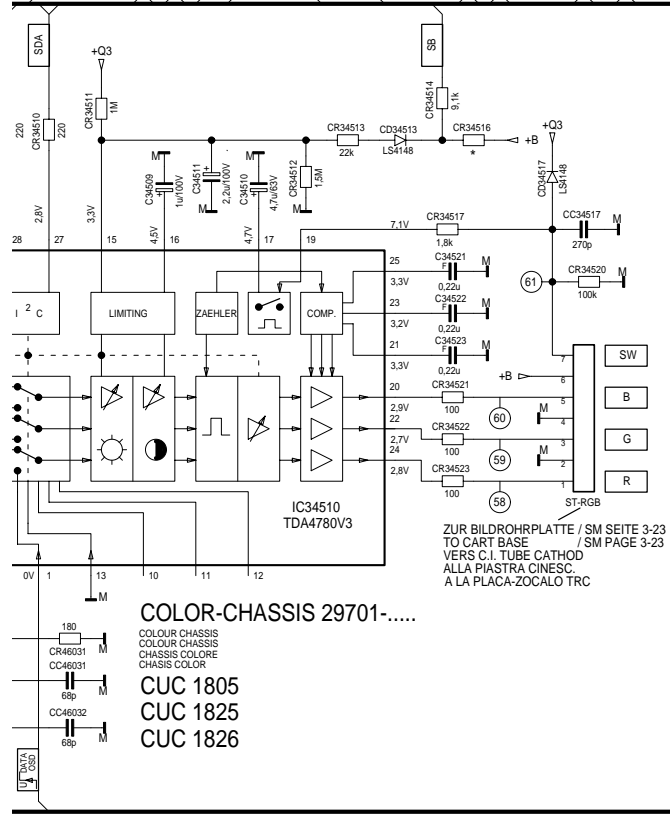 SDA
SB
+Q3
CR34511
1M
CR34514
9,1k
220
CR34510
220
CR34513
22k
CD34513
LS4148
CR34516
*
+B
+Q3
CD34517
LS4148
M
C34509
1u/100V
C34511
2,2u/100V
M
M
C34510
4,7u/63V
CR34512
1,5M
M
2,8V
3,3V
4,5V
4,7V
7,1V
CR34517
1,8k
CC34517
270p
M
28
27
15
16
17
19
25
3,3V
C34521
F
0,22u
M
61
CR34520
100k
M
I 2 C
LIMITING
ZAEHLER
COMP.
23
3,2V
C34522
F
0,22u
M
21
3,3V
C34523
F
0,22u
M
+B
7
6
5
4
3
2
1
SW
B
G
R
20
2,9V
CR34521
100
60
M
22
2,7V
CR34522
100
59
M
24
2,8V
CR34523
100
58
ST-RGB
IC34510
TDA4780V3
ZUR BILDROHRPLATTE / SM SEITE 3-23
TO CART BASE / SM PAGE 3-23
VERS C.I. TUBE CATHOD
ALLA PIASTRA CINESC.
A LA PLACA-ZOCALO TRC
0V
1
13
10
11
12
M
COLOR-CHASSIS 29701-.....
COLOUR CHASSIS
COLOUR CHASSIS
CHASSIS COLORE
CHASIS COLOR
CUC 1805
CUC 1825
CUC 1826
180
CR46031
M
CC46031
68p
M
CC46032
68p
M
U DATA
OSD